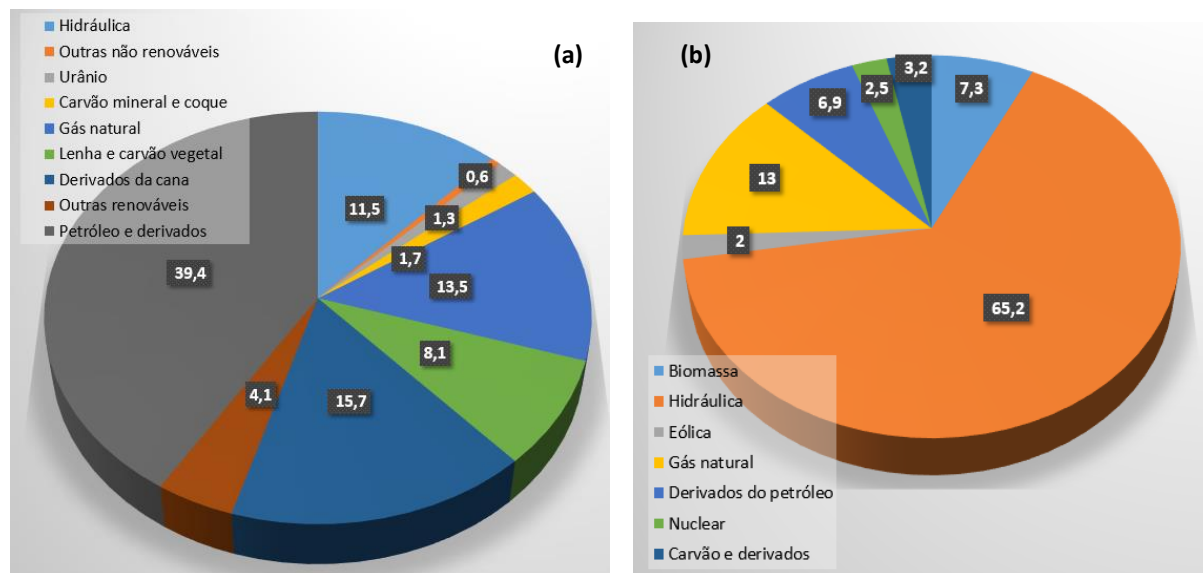 Hidráulica
Outras não renováveis
Urânio
Carvão mineral e coque
Gás natural
Lenha e carvão vegetal
Derivados da cana
Outras renováveis
Petróleo e derivados
(a)
11,5
0,6
1,3
1,7
13,5
8,1
15,7
4,1
39,4
(b)
3,2
7,3
2,5
6,9
13
2
65,2
Biomassa
Hidráulica
Eólica
Gás natural
Derivados do petróleo
Nuclear
Carvão e derivados